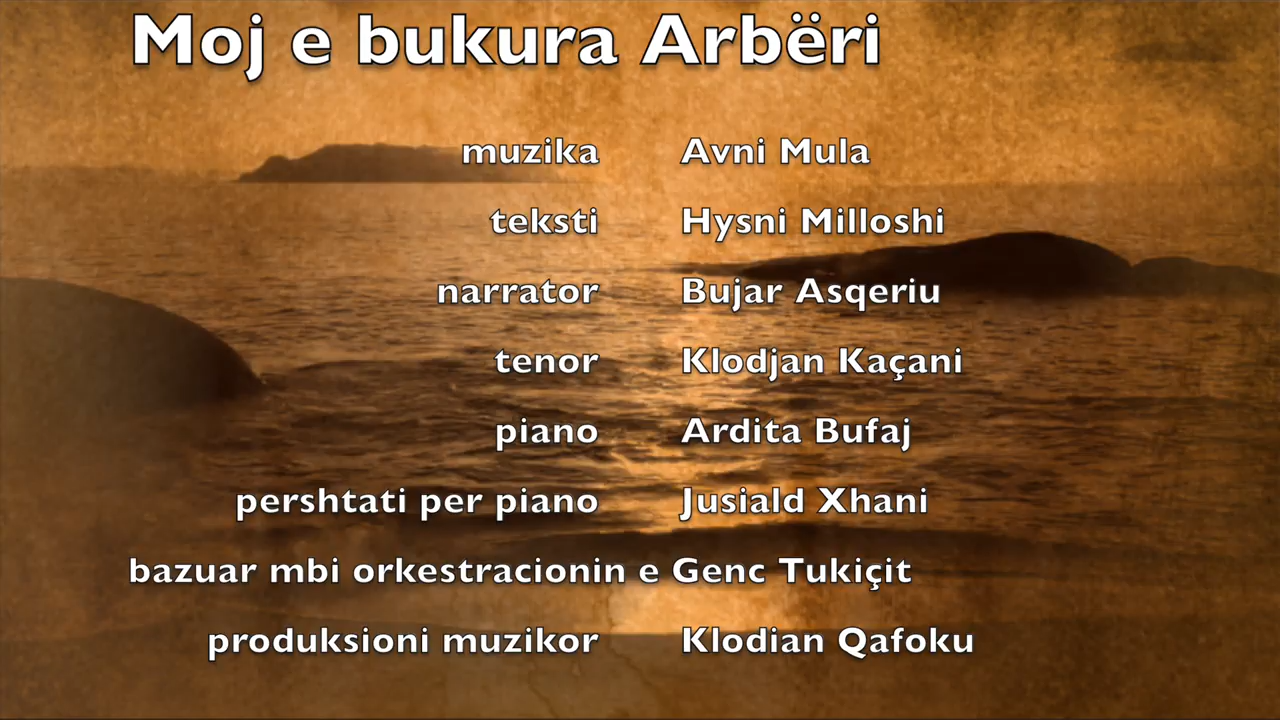 Moj e bukura Arbëri
muzika Avni Mula
teksti Hysni Milloshi
narrator Bujar Asqeriu
tenor Klodjan Kaçani
piano Ardita Bufaj
pershtati per piano Jusiald Xhani
bazuar mbi orkestracionin e Genc Tukiçit
produksioni muzikor Klodian Qafoku